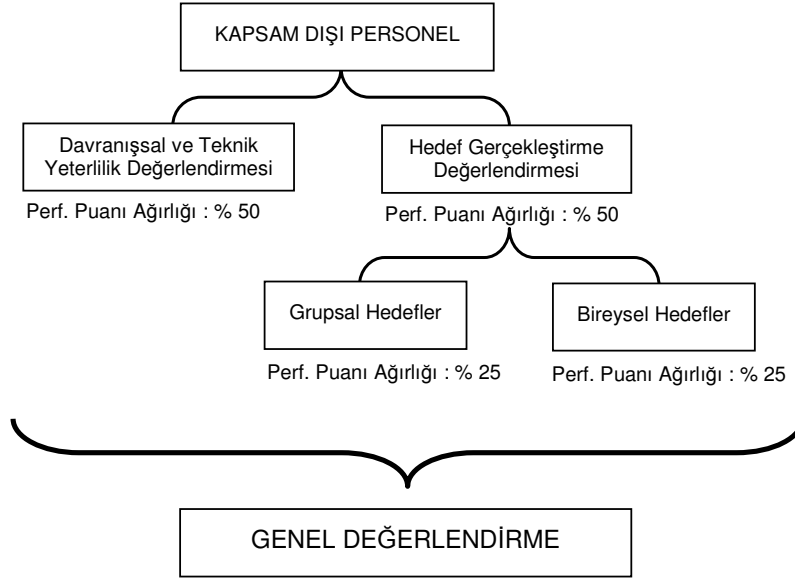 KAPSAM DIŞI PERSONEL
Davranışsal ve Teknik
Yeterlilik Değerlendirmesi
Perf. Puanı Ağırlığı : % 50
Hedef Gerçekleştirme
Değerlendirmesi
Perf. Puanı Ağırlığı : % 50
Grupsal Hedefler
Perf. Puanı Ağırlığı : % 25
Bireysel Hedefler
Perf. Puanı Ağırlığı : % 25
GENEL DEĞERLENDİRME